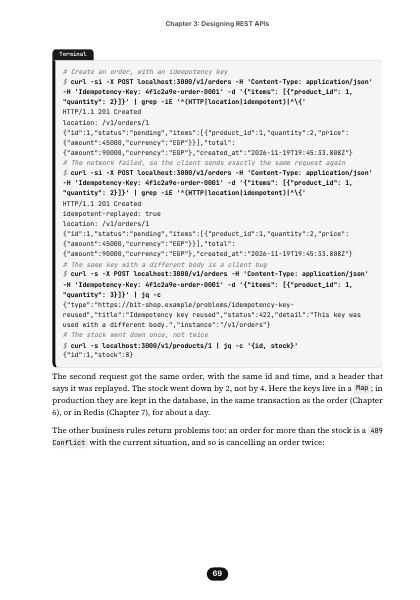 Chapter 3: Designing REST APIs
Terminal
# Create an order, with an idempotency key
$ curl -si -X POST localhost:3000/v1/orders -H 'Content-Type: application/json'
-H 'Idempotency-Key: 4f1c2a9e-order-0001' -d '{"items": [{"product_id": 1,
"quantity": 2}]}' | grep -iE '^(HTTP|location|idempotent)|^\{'
HTTP/1.1 201 Created
location: /v1/orders/1
{"id":1,"status":"pending","items":[{"product_id":1,"quantity":2,"price":
{"amount":45000,"currency":"EGP"}}],"total":
{"amount":90000,"currency":"EGP"},"created_at":"2026-11-19T19:45:33.808Z"}
# The network failed, so the client sends exactly the same request again
$ curl -si -X POST localhost:3000/v1/orders -H 'Content-Type: application/json'
-H 'Idempotency-Key: 4f1c2a9e-order-0001' -d '{"items": [{"product_id": 1,
"quantity": 2}]}' | grep -iE '^(HTTP|location|idempotent)|^\{'
HTTP/1.1 201 Created
idempotent-replayed: true
location: /v1/orders/1
{"id":1,"status":"pending","items":[{"product_id":1,"quantity":2,"price":
{"amount":45000,"currency":"EGP"}}],"total":
{"amount":90000,"currency":"EGP"},"created_at":"2026-11-19T19:45:33.808Z"}
# The same key with a different body is a client bug
$ curl -s -X POST localhost:3000/v1/orders -H 'Content-Type: application/json'
-H 'Idempotency-Key: 4f1c2a9e-order-0001' -d '{"items": [{"product_id": 1,
"quantity": 3}]}' | jq -c
{"type":"https://bit-shop.example/problems/idempotency-key-
reused","title":"Idempotency key reused","status":422,"detail":"This key was
used with a different body.","instance":"/v1/orders"}
# The stock went down once, not twice
$ curl -s localhost:3000/v1/products/1 | jq -c '{id, stock}'
{"id":1,"stock":8}
The second request got the same order, with the same id and time, and a header that
says it was replayed. The stock went down by 2, not by 4. Here the keys live in a Map; in
production they are kept in the database, in the same transaction as the order (Chapter
6), or in Redis (Chapter 7), for about a day.
The other business rules return problems too: an order for more than the stock is a 409
Conflict with the current situation, and so is cancelling an order twice:
69